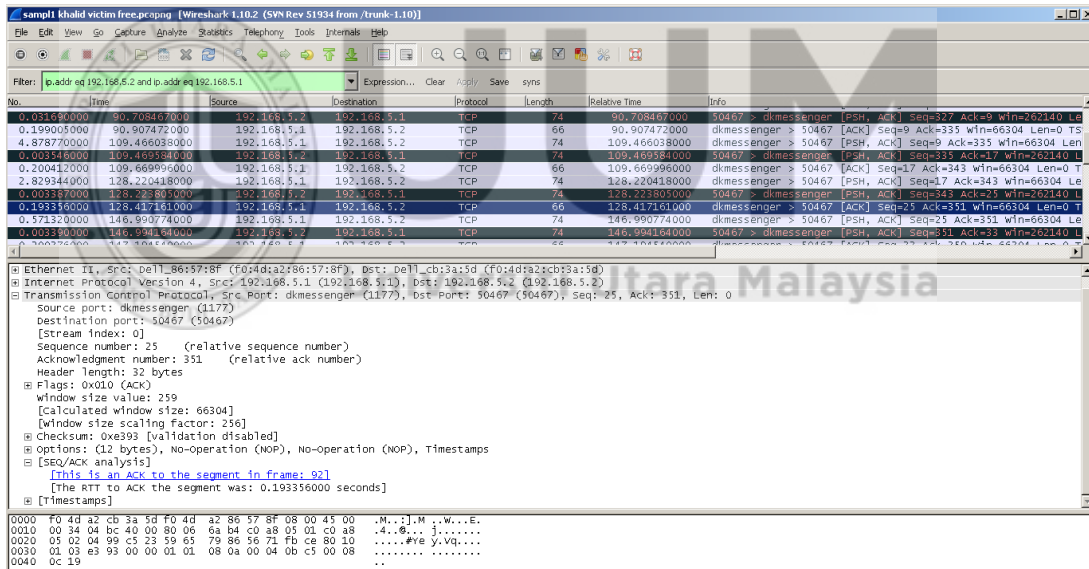 sampl1 khalid victim free.pcapng [Wireshark 1.10.2 (SVN Rev 51934 from /trunk-1.10)]
File Edit View Go Capture Analyze Statistics Telephony Tools Internals Help
Filter: ip.addr eq 192.168.5.2 and ip.addr eq 192.168.5.1 Expression... Clear Apply Save syns
No. Time Source Destination Protocol Length Relative Time Info
0.031690000 90.708467000 192.168.5.2 192.168.5.1 TCP 74 90.708467000 50467 > dkmessenger [PSH, ACK] Seq=327 Ack=9 Win=262140 Le
0.199005000 90.907472000 192.168.5.1 192.168.5.2 TCP 66 90.907472000 dkmessenger > 50467 [ACK] Seq=9 Ack=335 Win=66304 Len=0 TS
4.878770000 109.466038000 192.168.5.1 192.168.5.2 TCP 74 109.466038000 dkmessenger > 50467 [PSH, ACK] Seq=9 Ack=335 Win=66304 Len
0.003546000 109.469584000 192.168.5.2 192.168.5.1 TCP 74 109.469584000 50467 > dkmessenger [PSH, ACK] Seq=335 Ack=17 Win=262140 L
0.200412000 109.669996000 192.168.5.1 192.168.5.2 TCP 66 109.669996000 dkmessenger > 50467 [ACK] Seq=17 Ack=343 Win=66304 Len=0 T
2.829344000 128.220418000 192.168.5.1 192.168.5.2 TCP 74 128.220418000 dkmessenger > 50467 [PSH, ACK] Seq=17 Ack=343 Win=66304 Le
0.003387000 128.223805000 192.168.5.2 192.168.5.1 TCP 74 128.223805000 50467 > dkmessenger [PSH, ACK] Seq=343 Ack=25 Win=262140 L
0.193356000 128.417161000 192.168.5.1 192.168.5.2 TCP 66 128.417161000 dkmessenger > 50467 [ACK] Seq=25 Ack=351 Win=66304 Len=0 T
0.571320000 146.990774000 192.168.5.1 192.168.5.2 TCP 74 146.990774000 dkmessenger > 50467 [PSH, ACK] Seq=25 Ack=351 Win=66304 Le
0.003390000 146.994164000 192.168.5.2 192.168.5.1 TCP 74 146.994164000 50467 > dkmessenger [PSH, ACK] Seq=351 Ack=33 Win=262140 L
192.168.5.1 192.168.5.2 TCP 66 dkmessenger > 50467 [ACK] Seq=33 Ack=359 Win=66304 Len=0 T
UUM
Universiti Utara Malaysia
Ethernet II, Src: Dell_86:57:8f (f0:4d:a2:86:57:8f), Dst: Dell_cb:3a:5d (f0:4d:a2:cb:3a:5d)
Internet Protocol Version 4, Src: 192.168.5.1 (192.168.5.1), Dst: 192.168.5.2 (192.168.5.2)
Transmission Control Protocol, Src Port: dkmessenger (1177), Dst Port: 50467 (50467), Seq: 25, Ack: 351, Len: 0
Source port: dkmessenger (1177)
Destination port: 50467 (50467)
[Stream index: 0]
Sequence number: 25 (relative sequence number)
Acknowledgment number: 351 (relative ack number)
Header length: 32 bytes
Flags: 0x010 (ACK)
Window size value: 259
[Calculated window size: 66304]
[Window size scaling factor: 256]
Checksum: 0xe393 [validation disabled]
Options: (12 bytes), No-Operation (NOP), No-Operation (NOP), Timestamps
[SEQ/ACK analysis]
[This is an ACK to the segment in frame: 92]
[The RTT to ACK the segment was: 0.193356000 seconds]
[Timestamps]
0000 f0 4d a2 cb 3a 5d f0 4d a2 86 57 8f 08 00 45 00 .M..:].M ..W...E.
0010 00 34 04 bc 40 00 80 06 6a b4 c0 a8 05 01 c0 a8 .4..@... j.......
0020 05 02 04 99 c5 23 59 65 79 86 56 71 fb ce 80 10 .....#Ye y.Vq....
0030 01 03 e3 93 00 00 01 01 08 0a 00 04 0b c5 00 08 ........ ........
0040 0c 19 ..